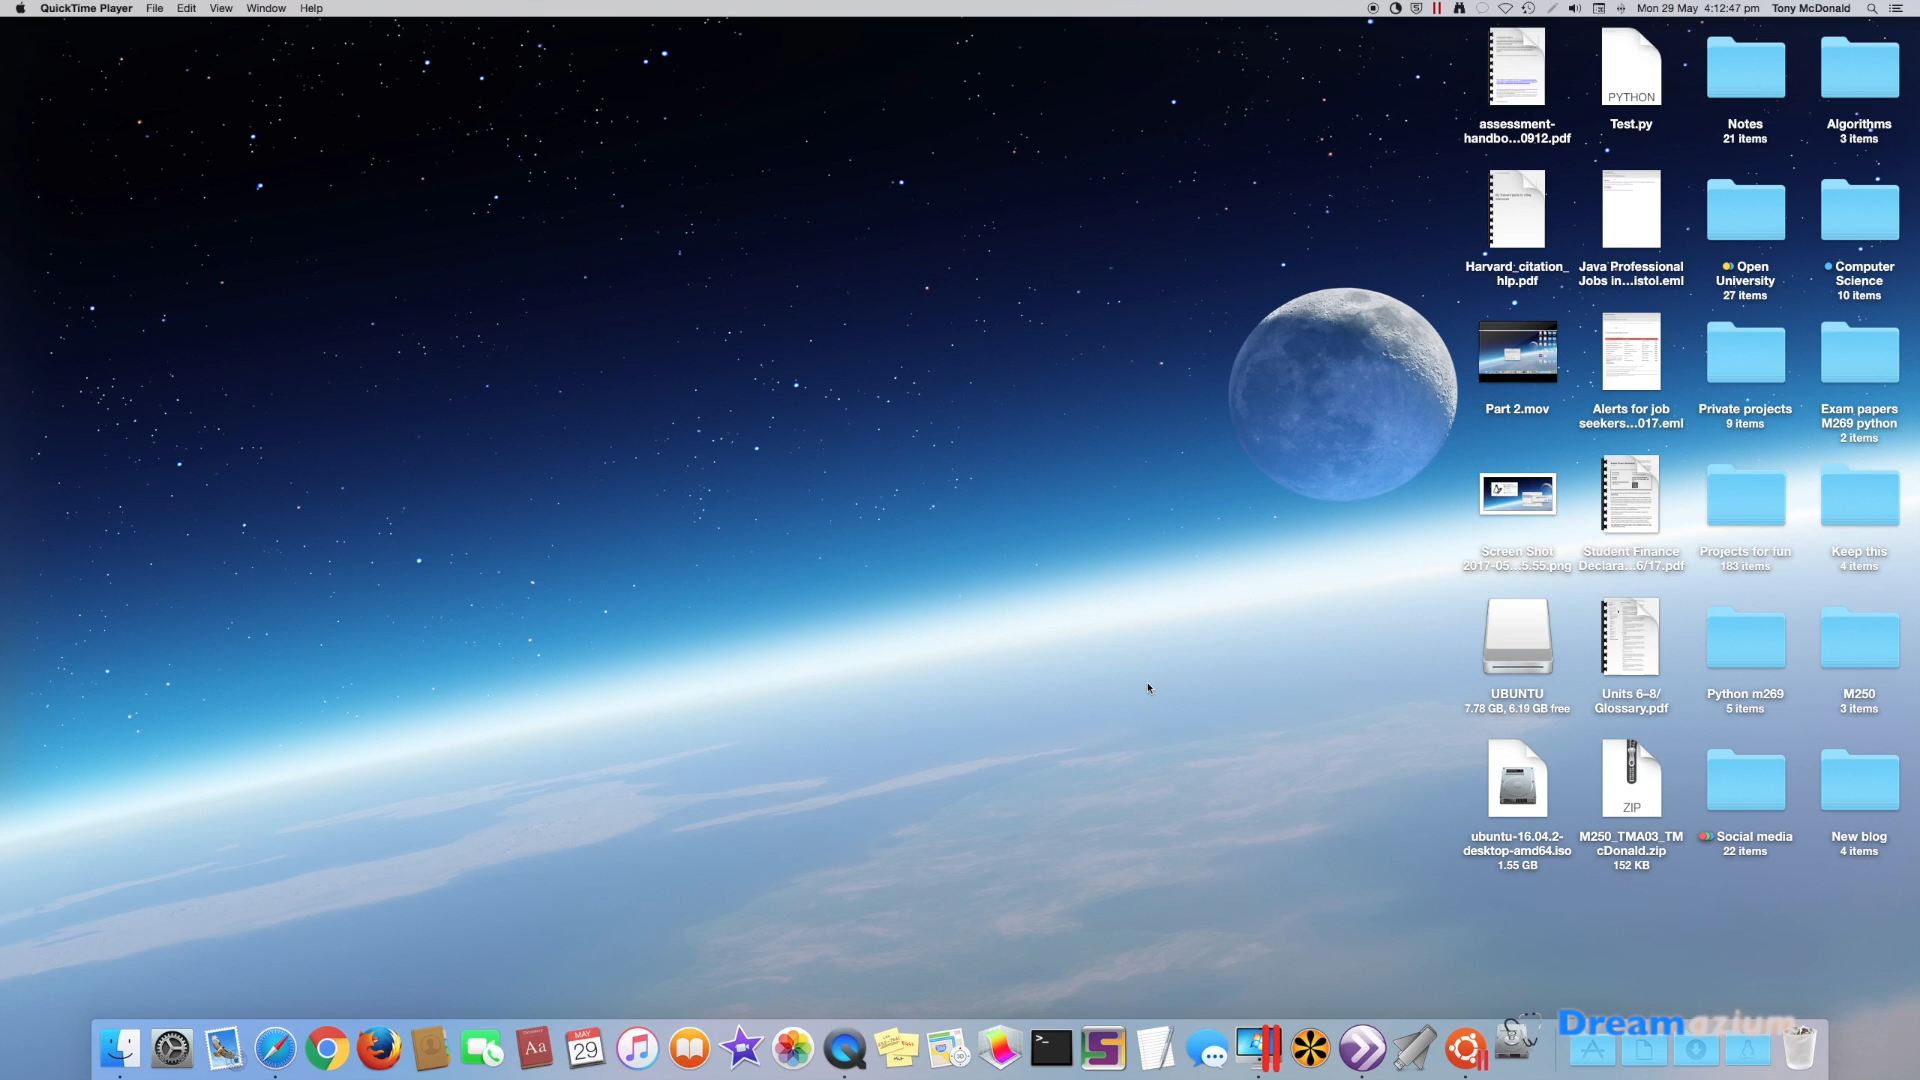 QuickTime Player File Edit View Window Help
Mon 29 May 4:12:47 pm Tony McDonald
assessment-
handbo...0912.pdf
Test.py
PYTHON
Notes
21 items
Algorithms
3 items
Harvard_citation_
hlp.pdf
Java Professional
Jobs in...istol.eml
Open
University
27 items
Computer
Science
10 items
Part 2.mov
Alerts for job
seekers...017.eml
Private projects
9 items
Exam papers
M269 python
2 items
Screen Shot
2017-05...5.55.png
Student Finance
Declara...6/17.pdf
Projects for fun
183 items
Keep this
4 items
UBUNTU
7.78 GB, 6.19 GB free
Units 6–8/
Glossary.pdf
Python m269
5 items
M250
3 items
ubuntu-16.04.2-
desktop-amd64.iso
1.55 GB
ZIP
M250_TMA03_TM
cDonald.zip
152 KB
Social media
22 items
New blog
4 items
Aa
MAY
29
Dreamazium